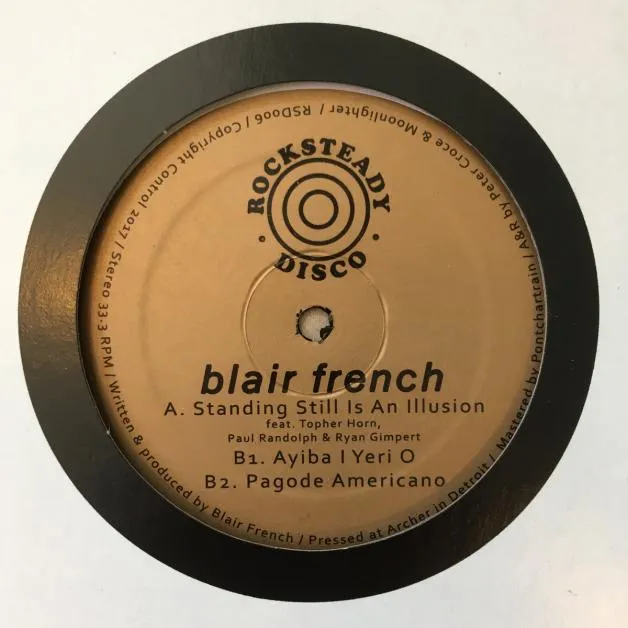 ROCKSTEADY
DISCO
blair french
A. Standing Still Is An Illusion
feat. Topher Horn,
Paul Randolph & Ryan Gimpert
B1. Ayiba I Yeri O
B2. Pagode Americano
RSD006 / Copyright Control 2017 / Stereo 33.3 RPM / Written & produced by Blair French / Pressed at Archer in Detroit / Mastered by Pontchartrain / A&R by Peter Croce & Moonlighter /